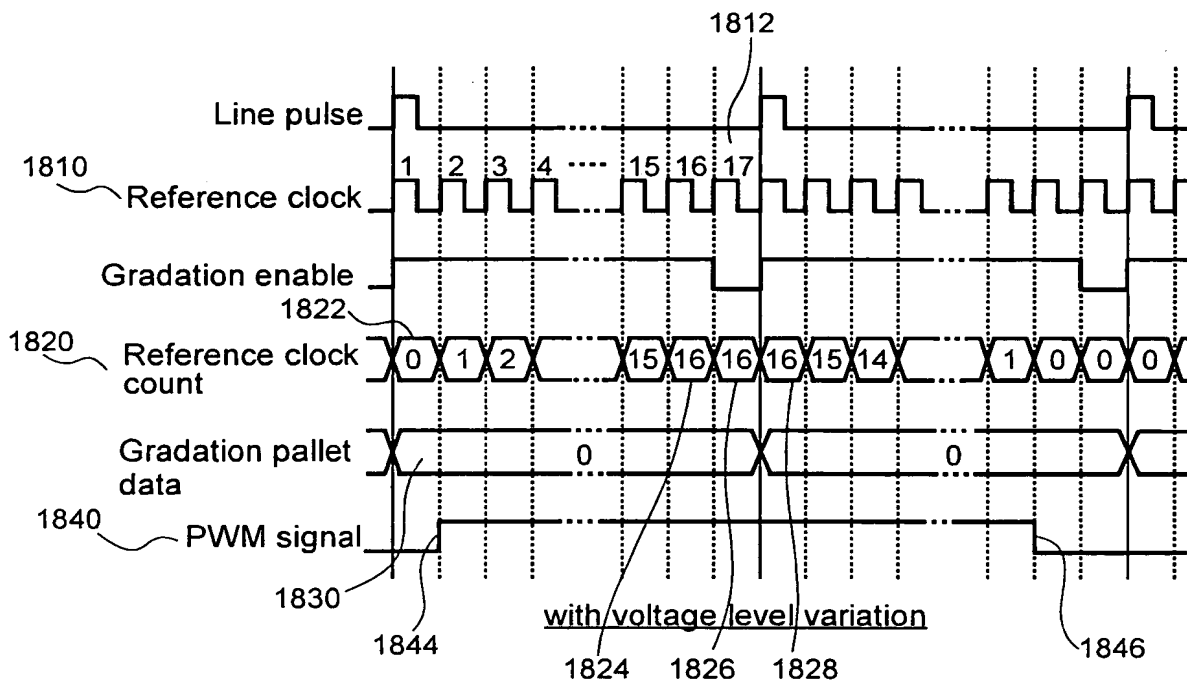 1812
Line pulse
1 2 3 4 ---- 15 16 17
1810
Reference clock
Gradation enable
1822
1820
Reference clock count
0 1 2 15 16 16 16 15 14 1 0 0 0
Gradation pallet data
0 0
1840
PWM signal
1830
1844
with voltage level variation
1824 1826 1828
1846